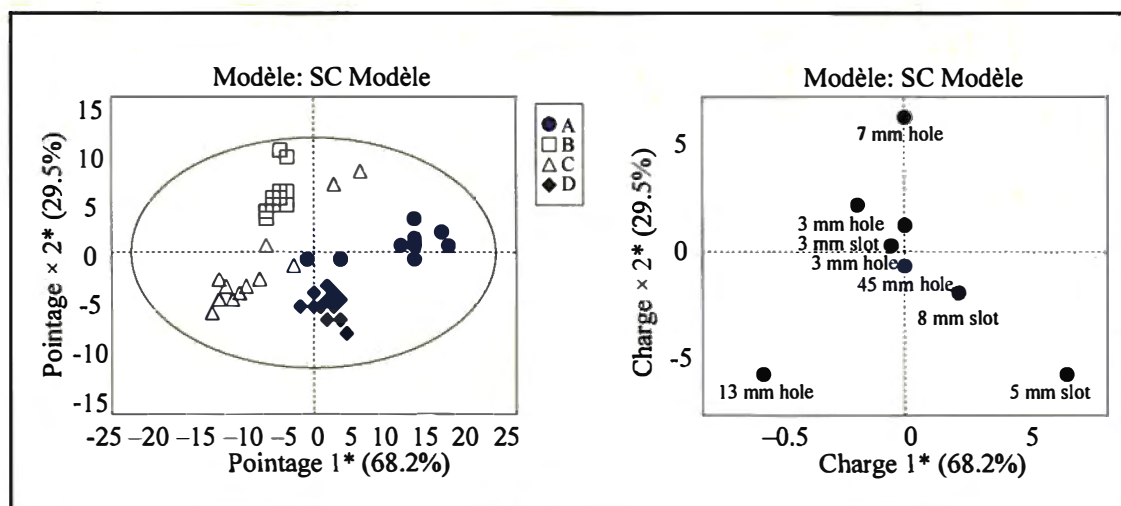 Modèle: SC Modèle
Pointage × 2* (29.5%)
15
10
5
0
-5
-10
-15
-25 –20 –15 –10 -5 0 5 10 15 20 25
Pointage 1* (68.2%)
A
B
C
D
Modèle: SC Modèle
Charge × 2* (29.5%)
5
0
-5
7 mm hole
3 mm hole
3 mm slot
3 mm hole
45 mm hole
8 mm slot
13 mm hole
5 mm slot
–0.5 0 5
Charge 1* (68.2%)